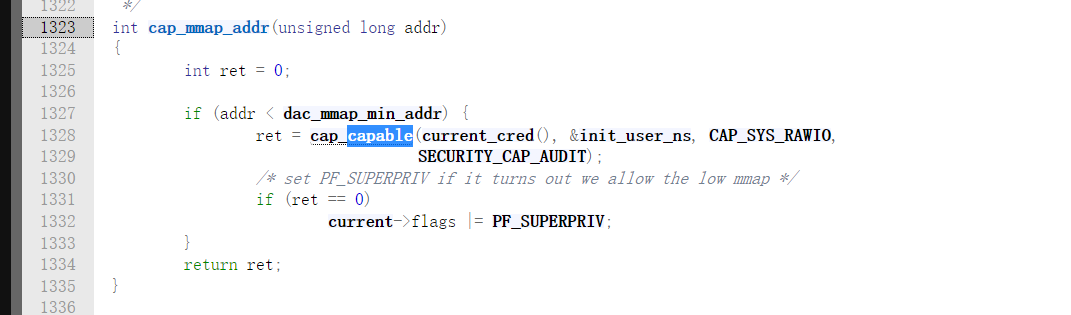 1322 */
1323 int cap_mmap_addr(unsigned long addr)
1324 {
1325 int ret = 0;
1326
1327 if (addr < dac_mmap_min_addr) {
1328 ret = cap_capable(current_cred(), &init_user_ns, CAP_SYS_RAWIO,
1329 SECURITY_CAP_AUDIT);
1330 /* set PF_SUPERPRIV if it turns out we allow the low mmap */
1331 if (ret == 0)
1332 current->flags |= PF_SUPERPRIV;
1333 }
1334 return ret;
1335 }
1336